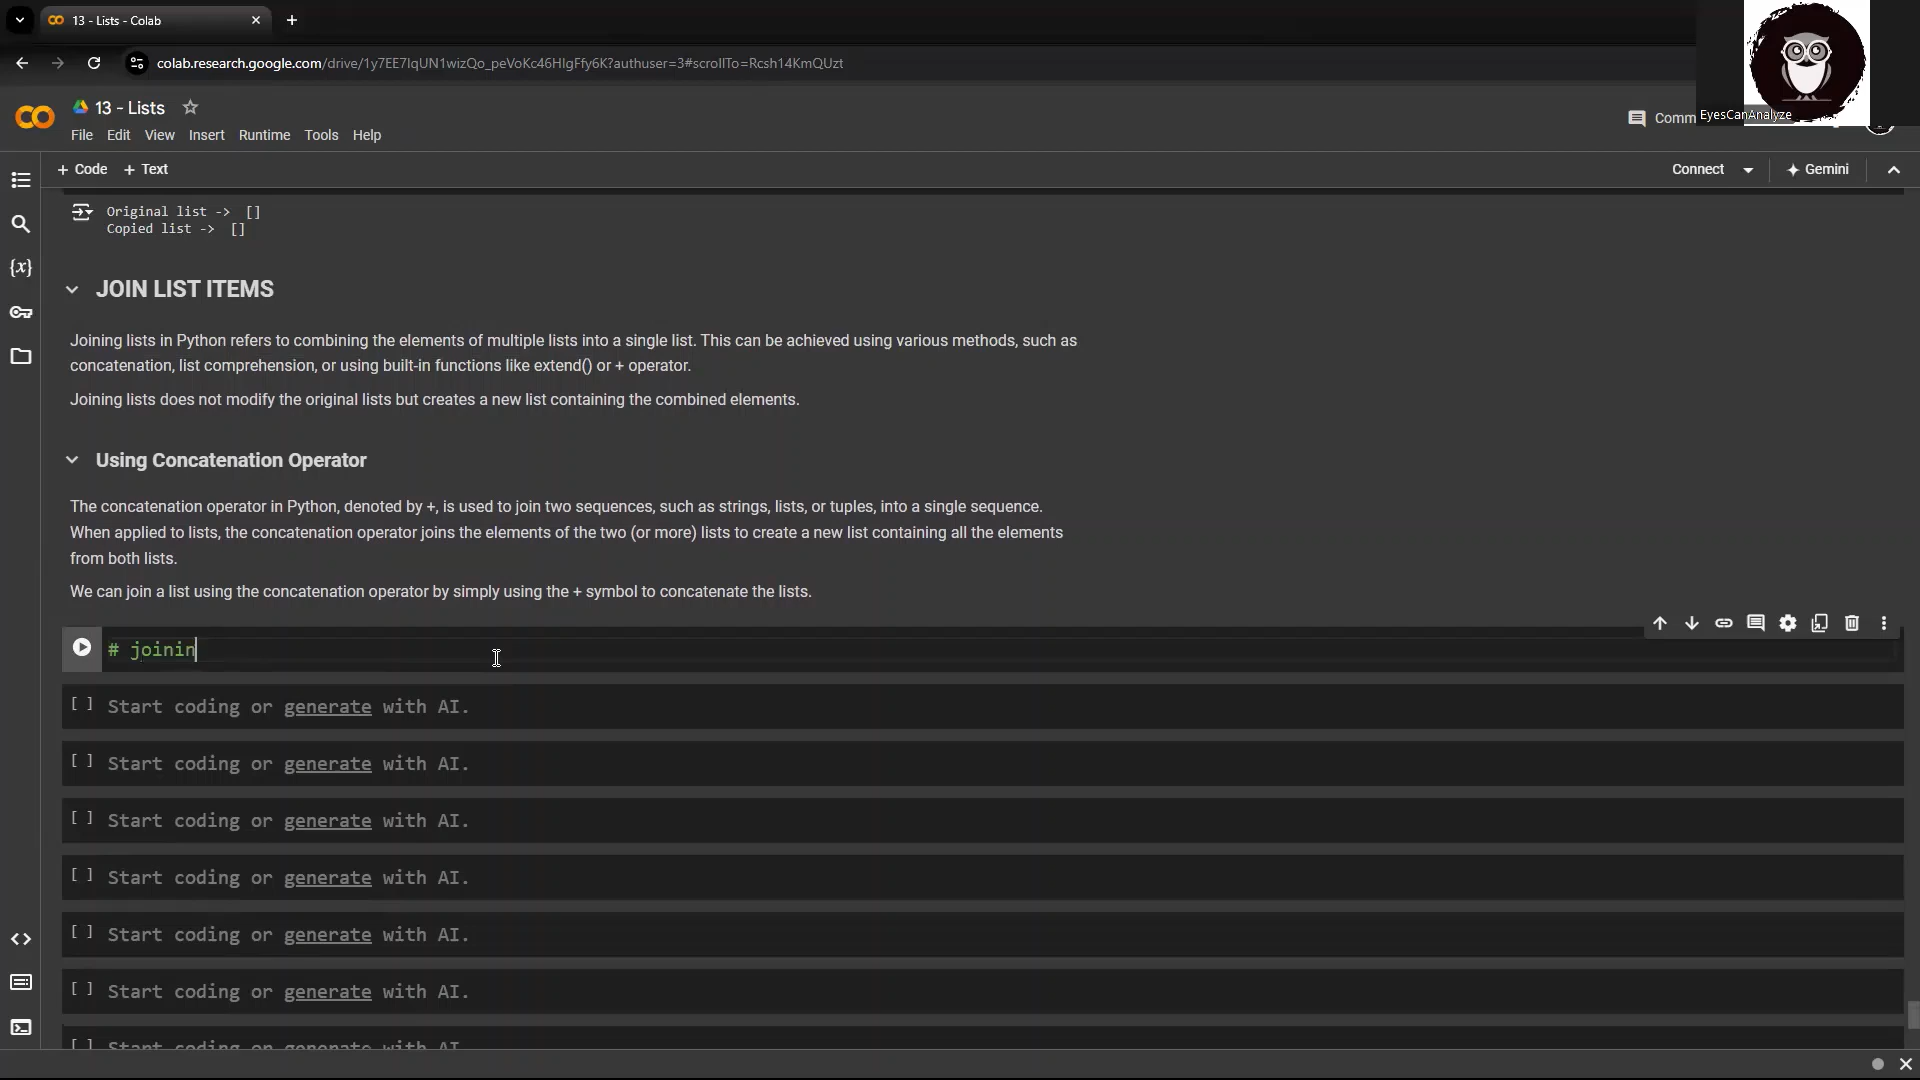 13 - Lists - Colab
colab.research.google.com/drive/1y7EE7IqUN1wizQo_peVoKc46HIgFfy6K?authuser=3#scrollTo=Rcsh14KmQUzt
EyesCanAnalyze
13 - Lists
Comm
File Edit View Insert Runtime Tools Help
+ Code + Text
Connect
Gemini
Original list -> []
Copied list -> []
JOIN LIST ITEMS
Joining lists in Python refers to combining the elements of multiple lists into a single list. This can be achieved using various methods, such as
concatenation, list comprehension, or using built-in functions like extend() or + operator.
Joining lists does not modify the original lists but creates a new list containing the combined elements.
Using Concatenation Operator
The concatenation operator in Python, denoted by +, is used to join two sequences, such as strings, lists, or tuples, into a single sequence.
When applied to lists, the concatenation operator joins the elements of the two (or more) lists to create a new list containing all the elements
from both lists.
We can join a list using the concatenation operator by simply using the + symbol to concatenate the lists.
# joinin
[ ] Start coding or generate with AI.
[ ] Start coding or generate with AI.
[ ] Start coding or generate with AI.
[ ] Start coding or generate with AI.
[ ] Start coding or generate with AI.
[ ] Start coding or generate with AI.
[ ] Start coding or generate with AI.